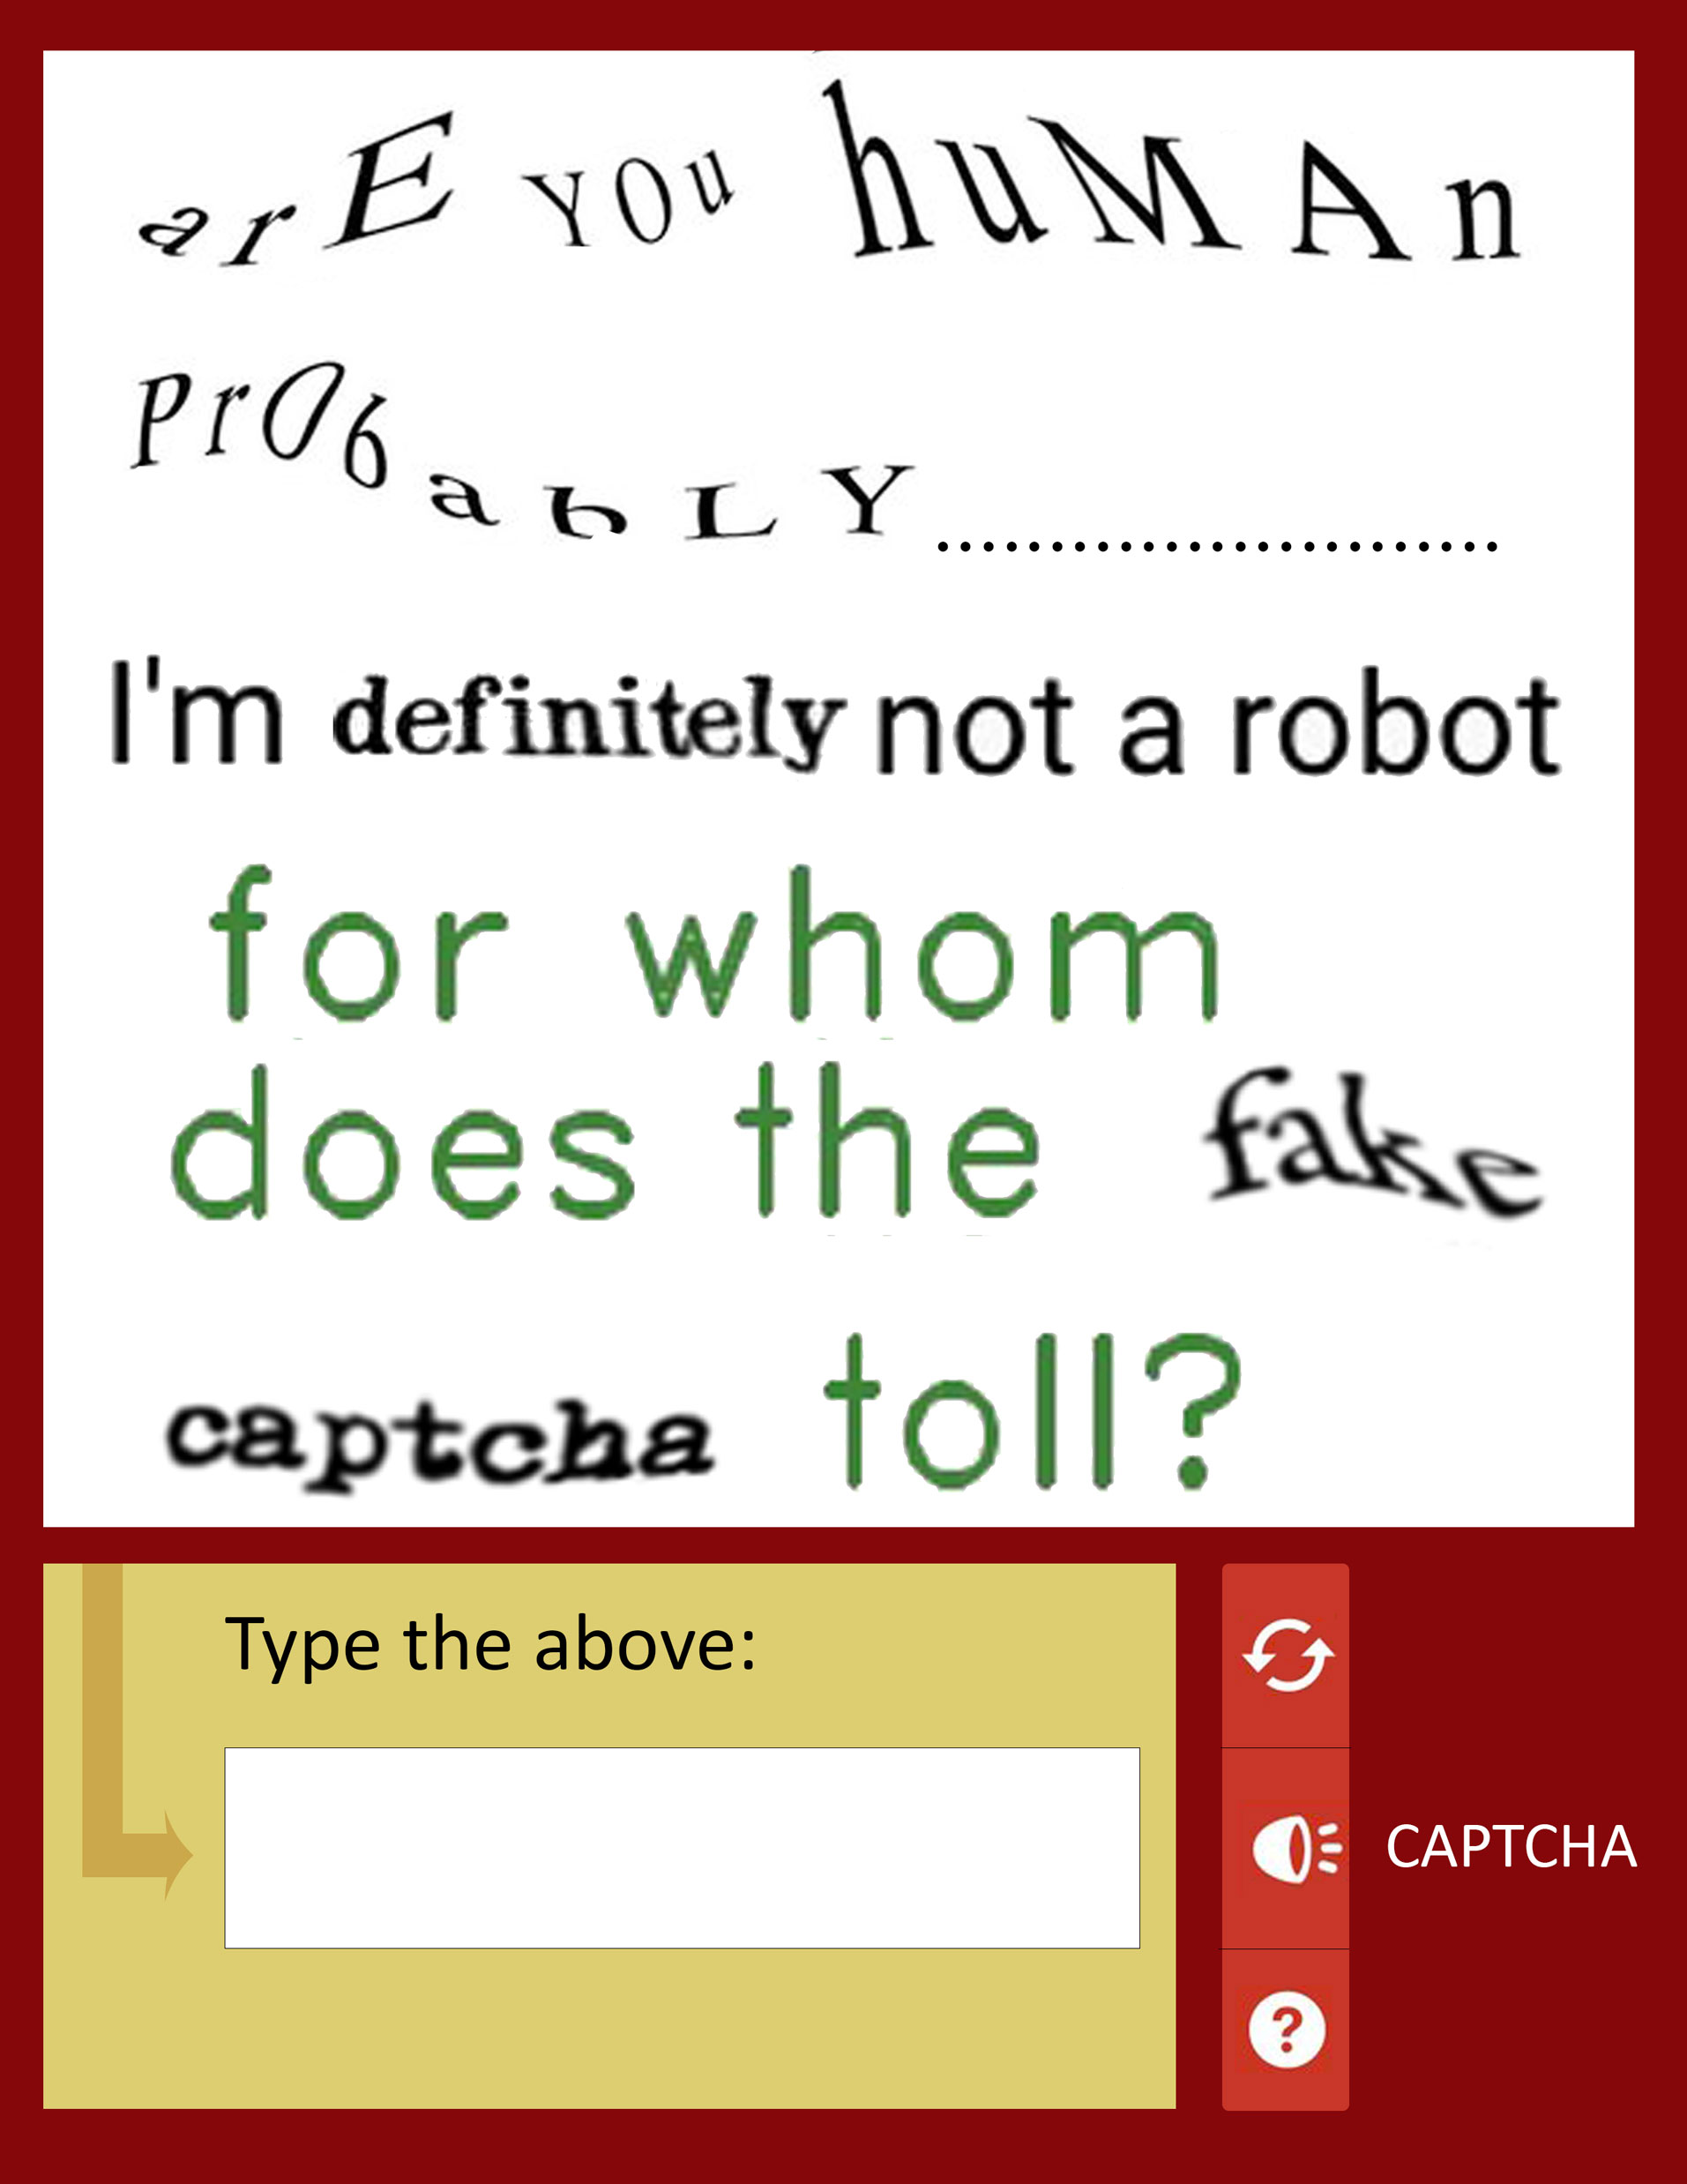 arE YOu huMAn
PrObabLY.........................
I'm definitely not a robot
for whom
does the fake
captcha toll?
Type the above:
CAPTCHA
?